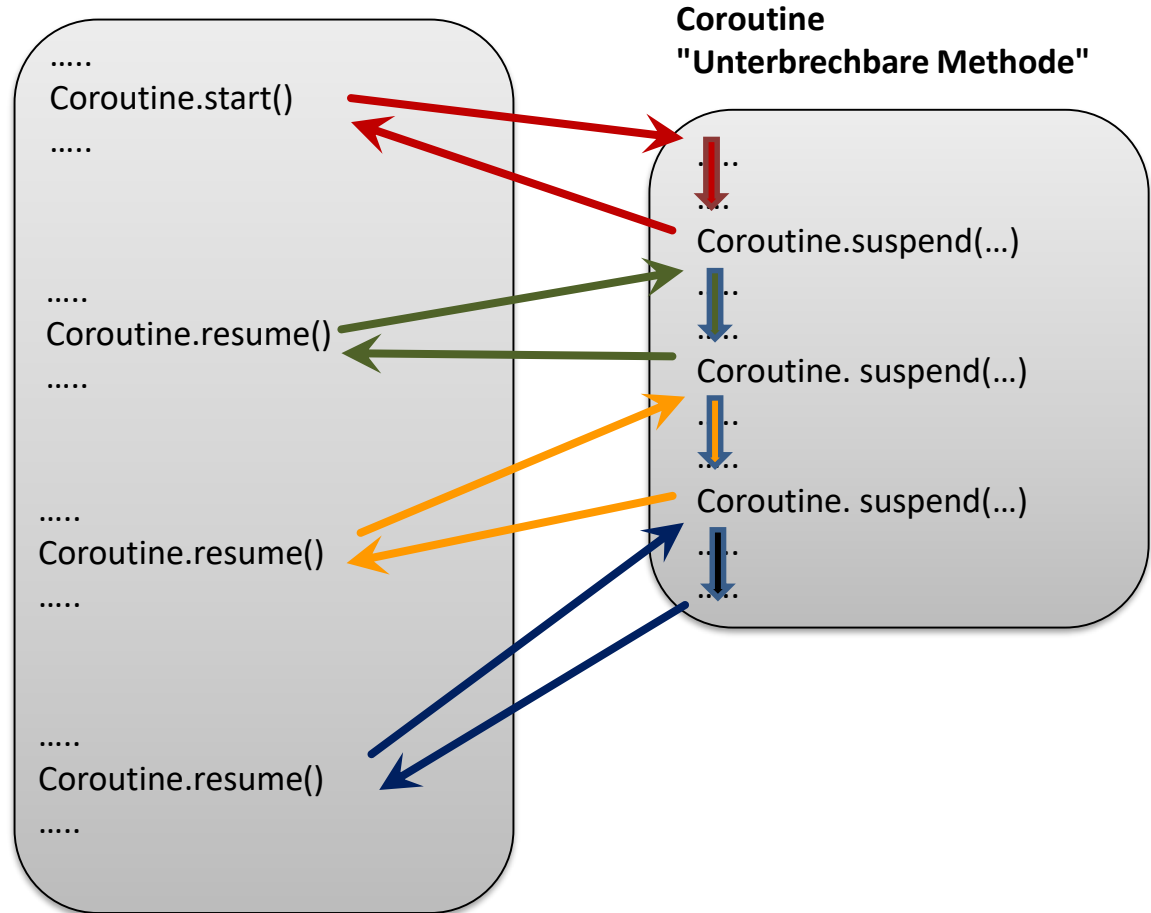 …..
Coroutine.start()
…..
…..
Coroutine.resume()
…..
…..
Coroutine.resume()
…..
…..
Coroutine.resume()
…..
Coroutine
"Unterbrechbare Methode"
…..
…..
Coroutine.suspend(…)
…..
…..
Coroutine. suspend(…)
…..
…..
Coroutine. suspend(…)
…..
…..